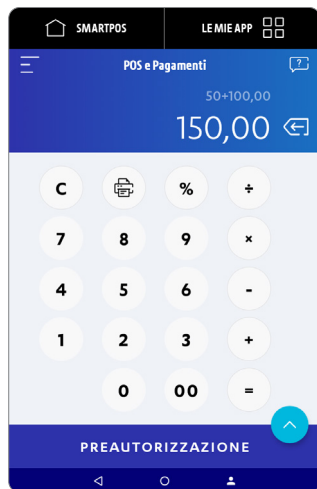 SMARTPOS LE MIE APP
POS e Pagamenti ?
50+100,00
150,00
C % ÷
7 8 9 ×
4 5 6 -
1 2 3 +
0 00 =
PREAUTORIZZAZIONE